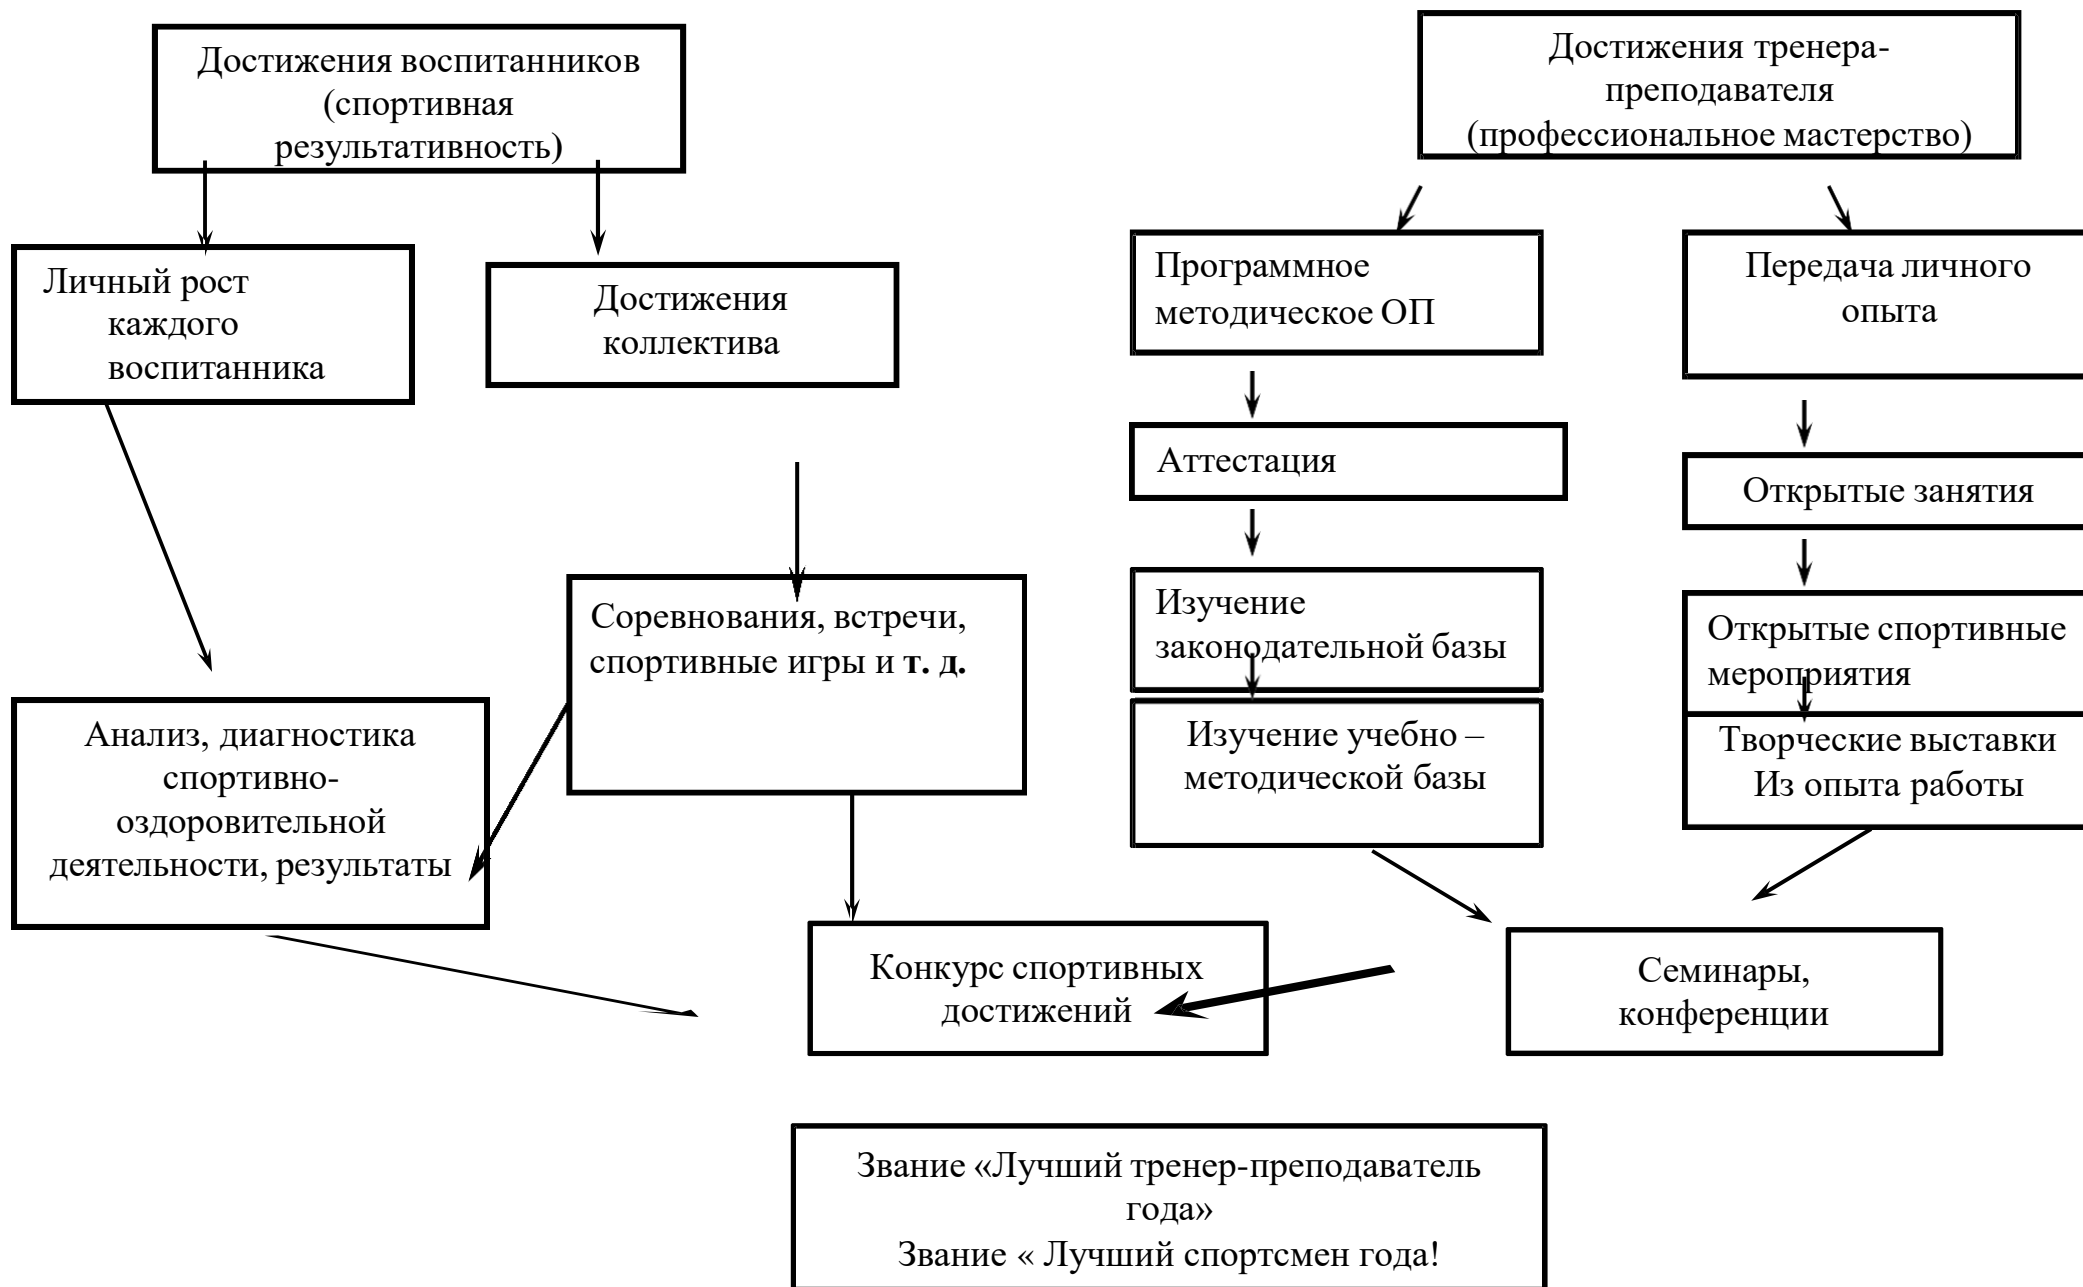 Достижения воспитанников
(спортивная
результативность)
Достижения тренера-
преподавателя
(профессиональное мастерство)
Личный рост
каждого
воспитанника
Достижения
коллектива
Программное
методическое ОП
Передача личного
опыта
Аттестация
Открытые занятия
Соревнования, встречи,
спортивные игры и т. д.
Изучение
законодательной базы
Открытые спортивные
мероприятия
Анализ, диагностика
спортивно-
оздоровительной
деятельности, результаты
Изучение учебно –
методической базы
Творческие выставки
Из опыта работы
Конкурс спортивных
достижений
Семинары,
конференции
Звание «Лучший тренер-преподаватель
года»
Звание « Лучший спортсмен года!